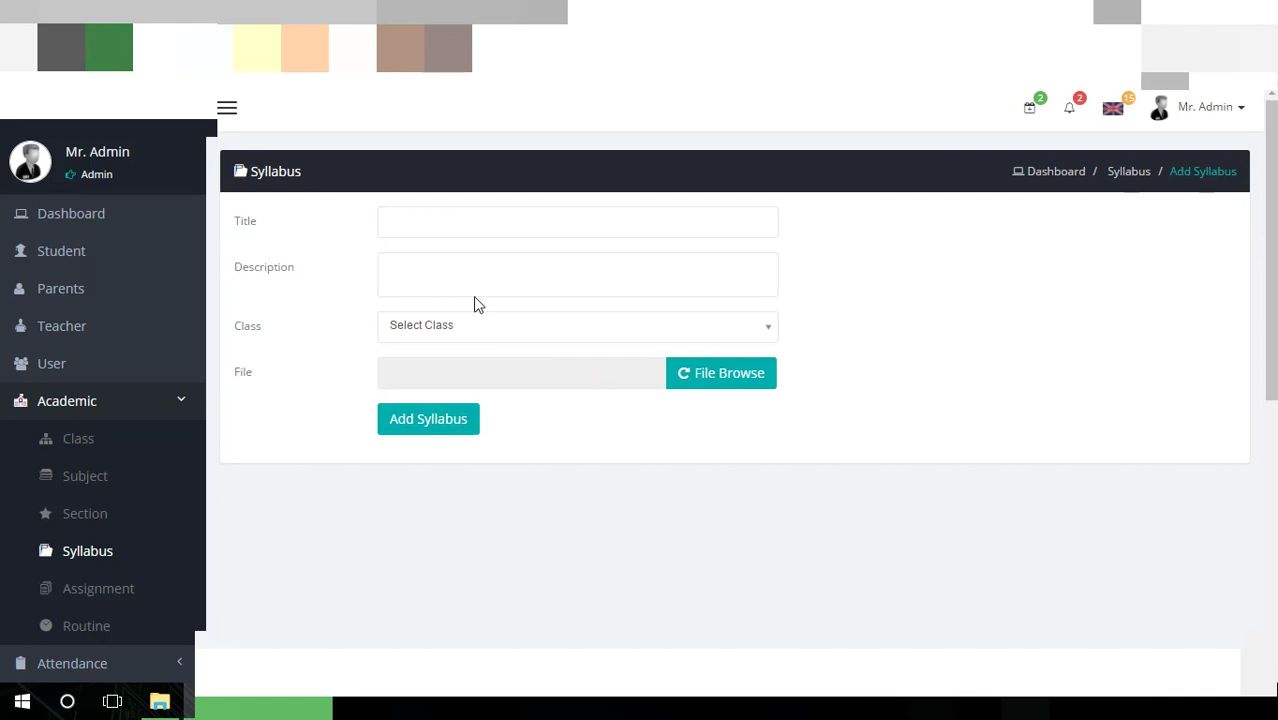 2
2
15
Mr. Admin
Mr. Admin
Admin
Syllabus
Dashboard / Syllabus / Add Syllabus
Dashboard
Student
Parents
Teacher
User
Academic
Class
Subject
Section
Syllabus
Assignment
Routine
Attendance
Title
Description
Class
Select Class
File
File Browse
Add Syllabus